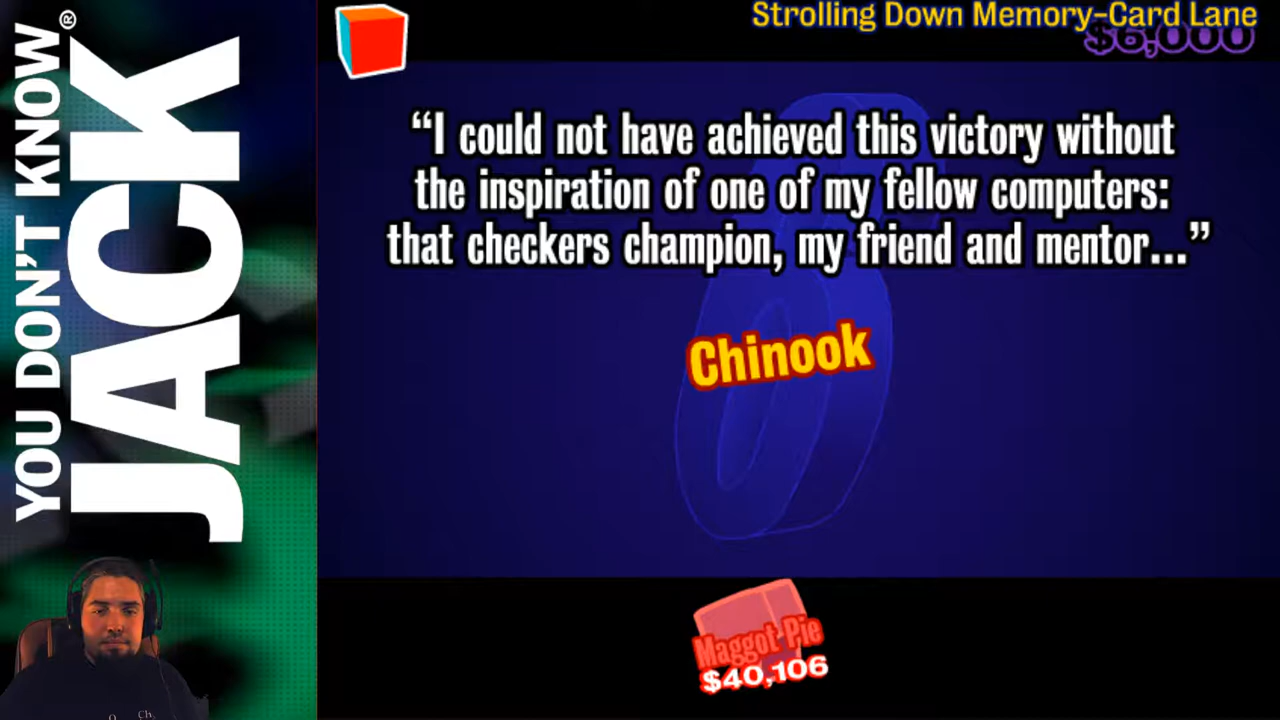 YOU DON'T KNOW
JACK®
Strolling Down Memory-Card Lane
$6,000
“I could not have achieved this victory without
the inspiration of one of my fellow computers:
that checkers champion, my friend and mentor...”
Chinook
Maggot Pie
$40,106